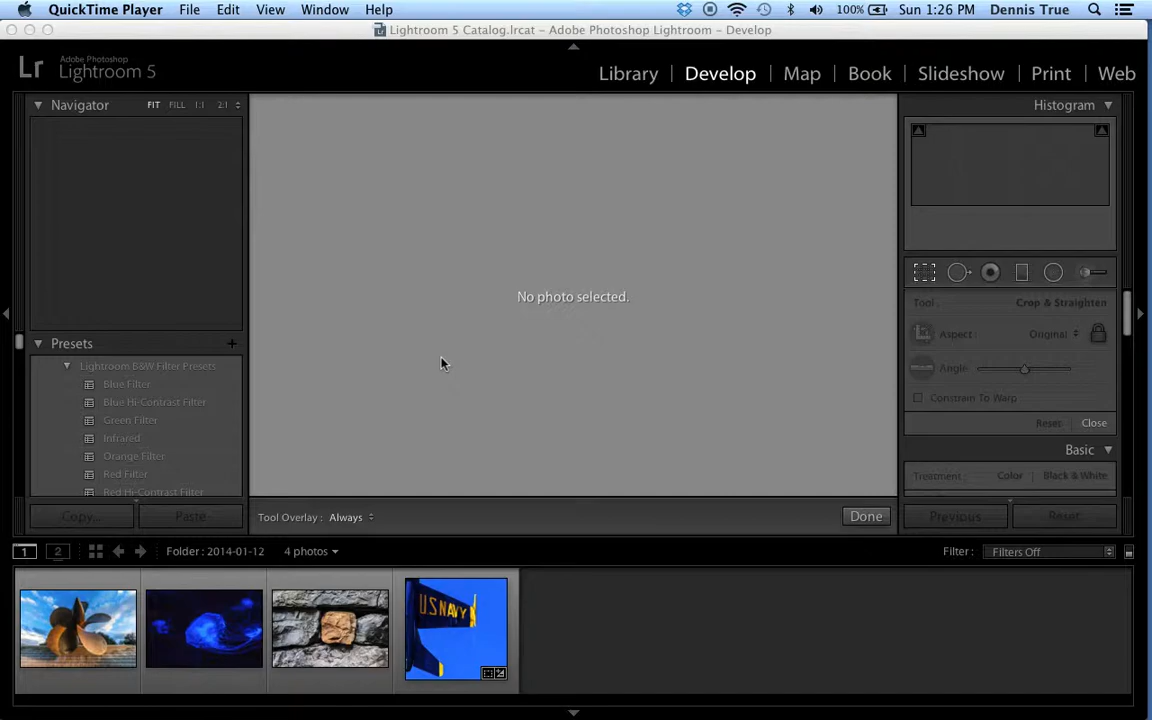 QuickTime Player File Edit View Window Help 100% Sun 1:26 PM Dennis True
Lightroom 5 Catalog.lrcat – Adobe Photoshop Lightroom – Develop
Lr Adobe Photoshop Lightroom 5
Library Develop Map Book Slideshow Print Web
Navigator FIT FILL 1:1 2:1
Histogram
No photo selected.
Tool : Crop & Straighten
Aspect : Original
Angle
Constrain To Warp
Reset Close
Presets +
Lightroom B&W Filter Presets
Blue Filter
Blue Hi-Contrast Filter
Green Filter
Infrared
Orange Filter
Red Filter
Red Hi-Contrast Filter
Basic
Treatment : Color Black & White
Copy... Paste
Tool Overlay : Always Done
Previous Reset
1 2 Folder : 2014-01-12 4 photos Filter : Filters Off
US NAVY